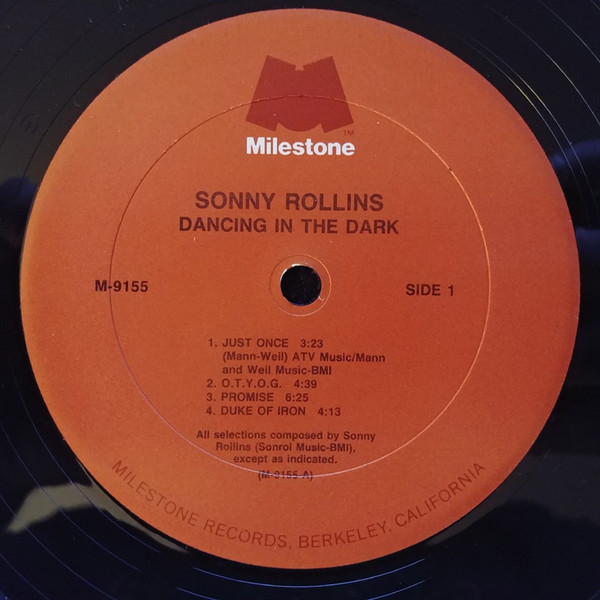 TM
Milestone
SONNY ROLLINS
DANCING IN THE DARK
M-9155
SIDE 1
1. JUST ONCE 3:23
(Mann-Weil) ATV Music/Mann
and Weil Music-BMI
2. O.T.Y.O.G. 4:39
3. PROMISE 6:25
4. DUKE OF IRON 4:13
All selections composed by Sonny
Rollins (Sonrol Music-BMI),
except as indicated.
(M-9155-A)
MILESTONE RECORDS, BERKELEY, CALIFORNIA